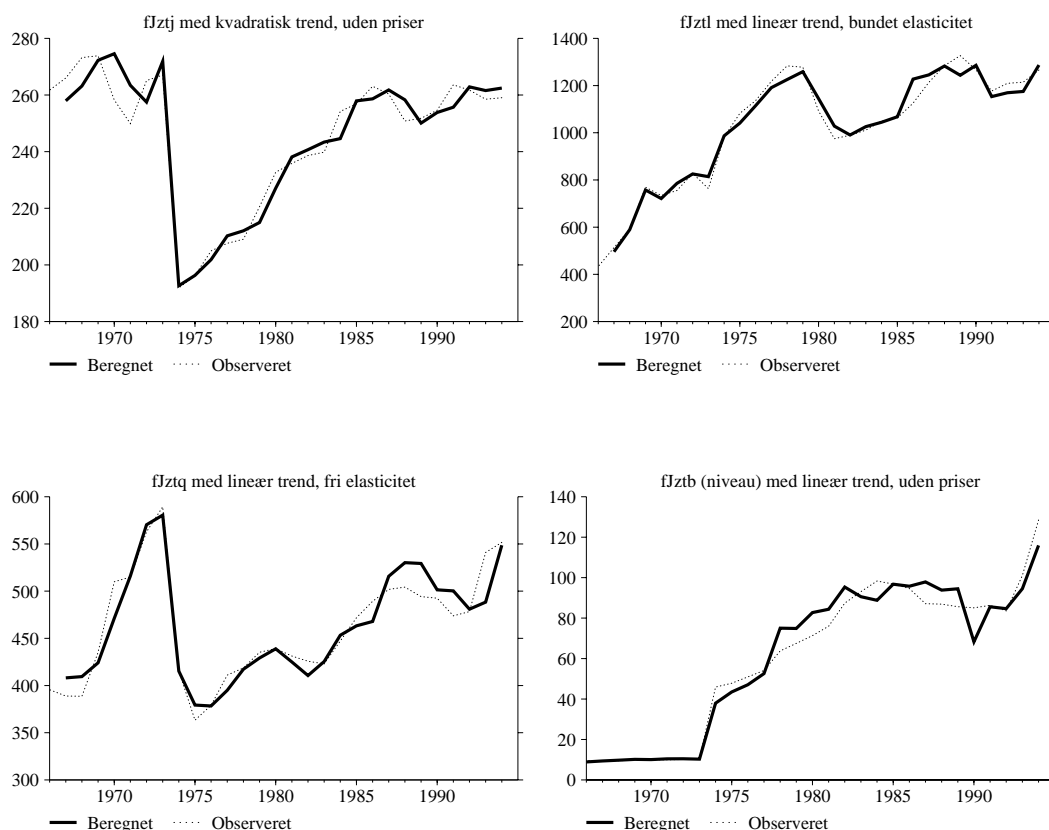 fJztj med kvadratisk trend, uden priser
280
260
240
220
200
180
1970 1975 1980 1985 1990
Beregnet Observeret
fJztl med lineær trend, bundet elasticitet
1400
1200
1000
800
600
400
200
1970 1975 1980 1985 1990
Beregnet Observeret
fJztq med lineær trend, fri elasticitet
600
550
500
450
400
350
300
1970 1975 1980 1985 1990
Beregnet Observeret
fJztb (niveau) med lineær trend, uden priser
140
120
100
80
60
40
20
0
1970 1975 1980 1985 1990
Beregnet Observeret